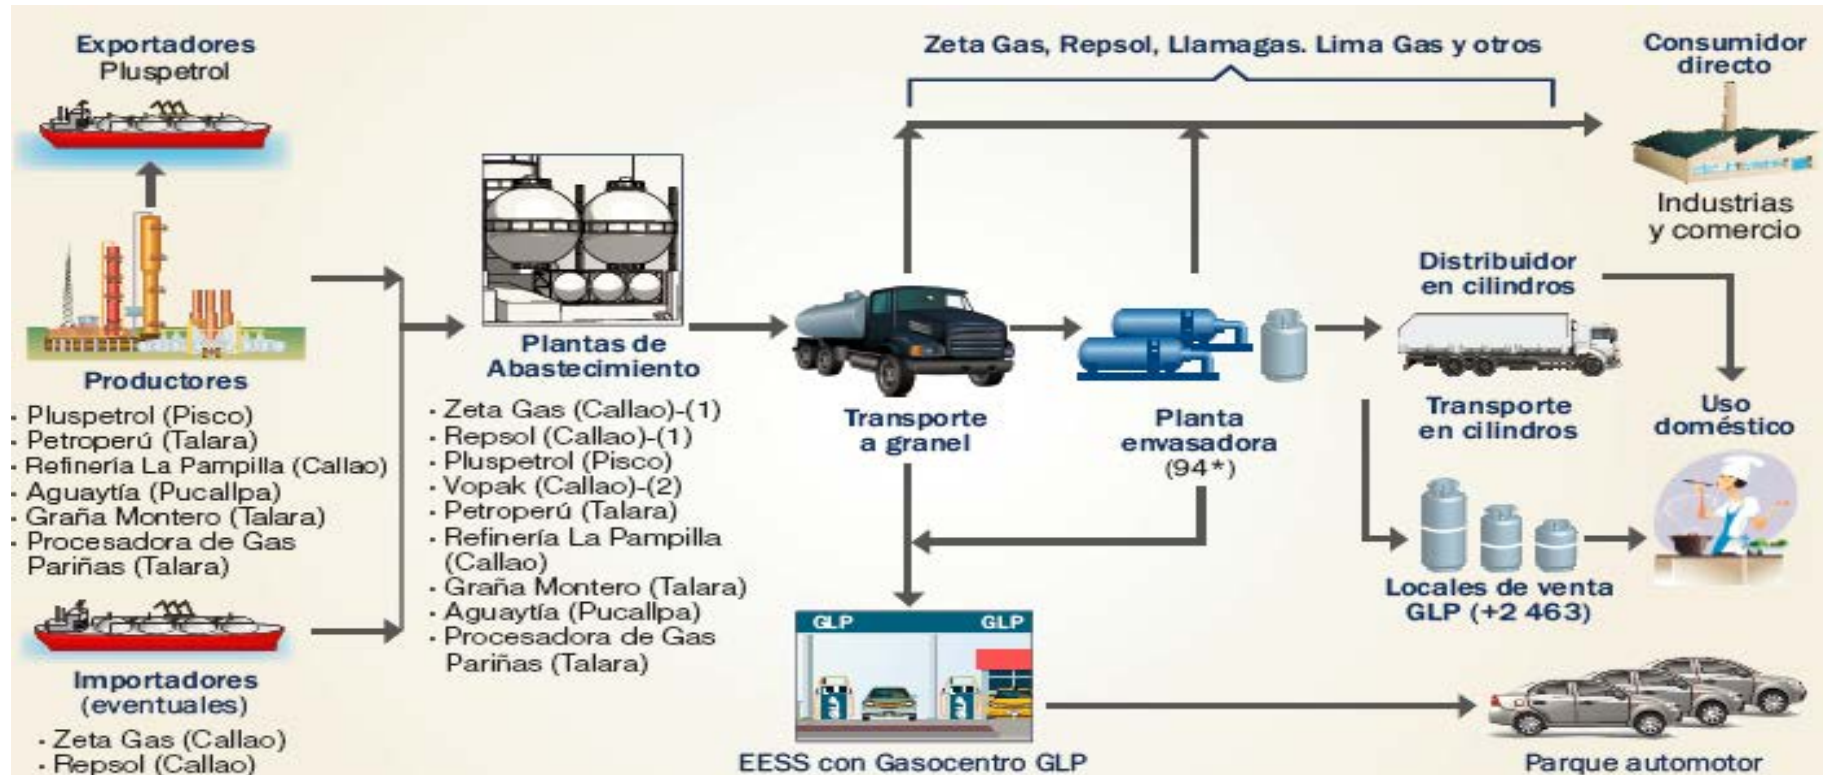 Exportadores
Pluspetrol
Productores
· Pluspetrol (Pisco)
· Petroperú (Talara)
· Refinería La Pampilla (Callao)
· Aguaytía (Pucallpa)
· Graña Montero (Talara)
· Procesadora de Gas
Pariñas (Talara)
Importadores
(eventuales)
· Zeta Gas (Callao)
· Repsol (Callao)
Plantas de
Abastecimiento
· Zeta Gas (Callao)-(1)
· Repsol (Callao)-(1)
· Pluspetrol (Pisco)
· Vopak (Callao)-(2)
· Petroperú (Talara)
· Refinería La Pampilla
(Callao)
· Graña Montero (Talara)
· Aguaytía (Pucallpa)
· Procesadora de Gas
Pariñas (Talara)
Zeta Gas, Repsol, Llamagas. Lima Gas y otros
Transporte
a granel
Planta
envasadora
(94*)
GLP GLP
EESS con Gasocentro GLP
Consumidor
directo
Industrias
y comercio
Distribuidor
en cilindros
Transporte
en cilindros
Uso
doméstico
Locales de venta
GLP (+2 463)
Parque automotor